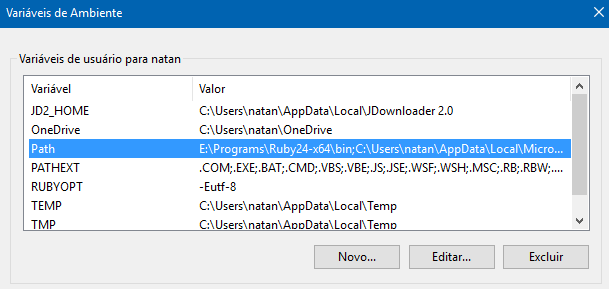 Variáveis de Ambiente
Variáveis de usuário para natan
Variável Valor
JD2_HOME C:\Users\natan\AppData\Local\JDownloader 2.0
OneDrive C:\Users\natan\OneDrive
Path E:\Programs\Ruby24-x64\bin;C:\Users\natan\AppData\Local\Micro...
PATHEXT .COM;.EXE;.BAT;.CMD;.VBS;.VBE;.JS;.JSE;.WSF;.WSH;.MSC;.RB;.RBW;....
RUBYOPT -Eutf-8
TEMP C:\Users\natan\AppData\Local\Temp
TMP C:\Users\natan\AppData\Local\Temp
Novo... Editar... Excluir